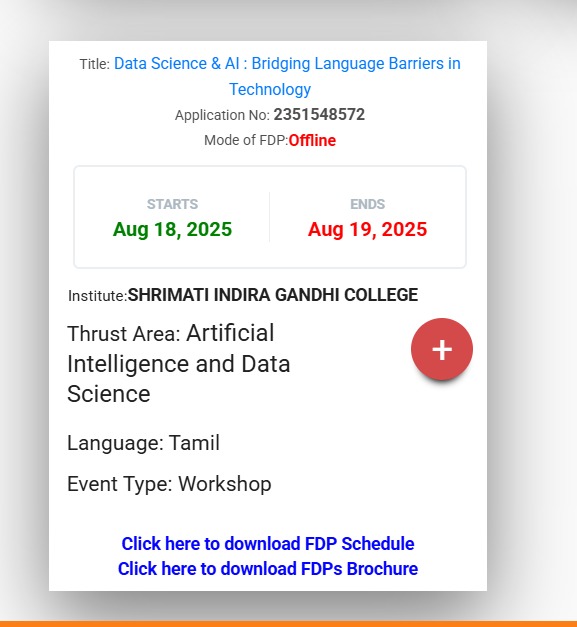 Title: Data Science & AI : Bridging Language Barriers in
Technology
Application No: 2351548572
Mode of FDP:Offline
STARTS ENDS
Aug 18, 2025 Aug 19, 2025
Institute:SHRIMATI INDIRA GANDHI COLLEGE
Thrust Area: Artificial
Intelligence and Data
Science
+
Language: Tamil
Event Type: Workshop
Click here to download FDP Schedule
Click here to download FDPs Brochure